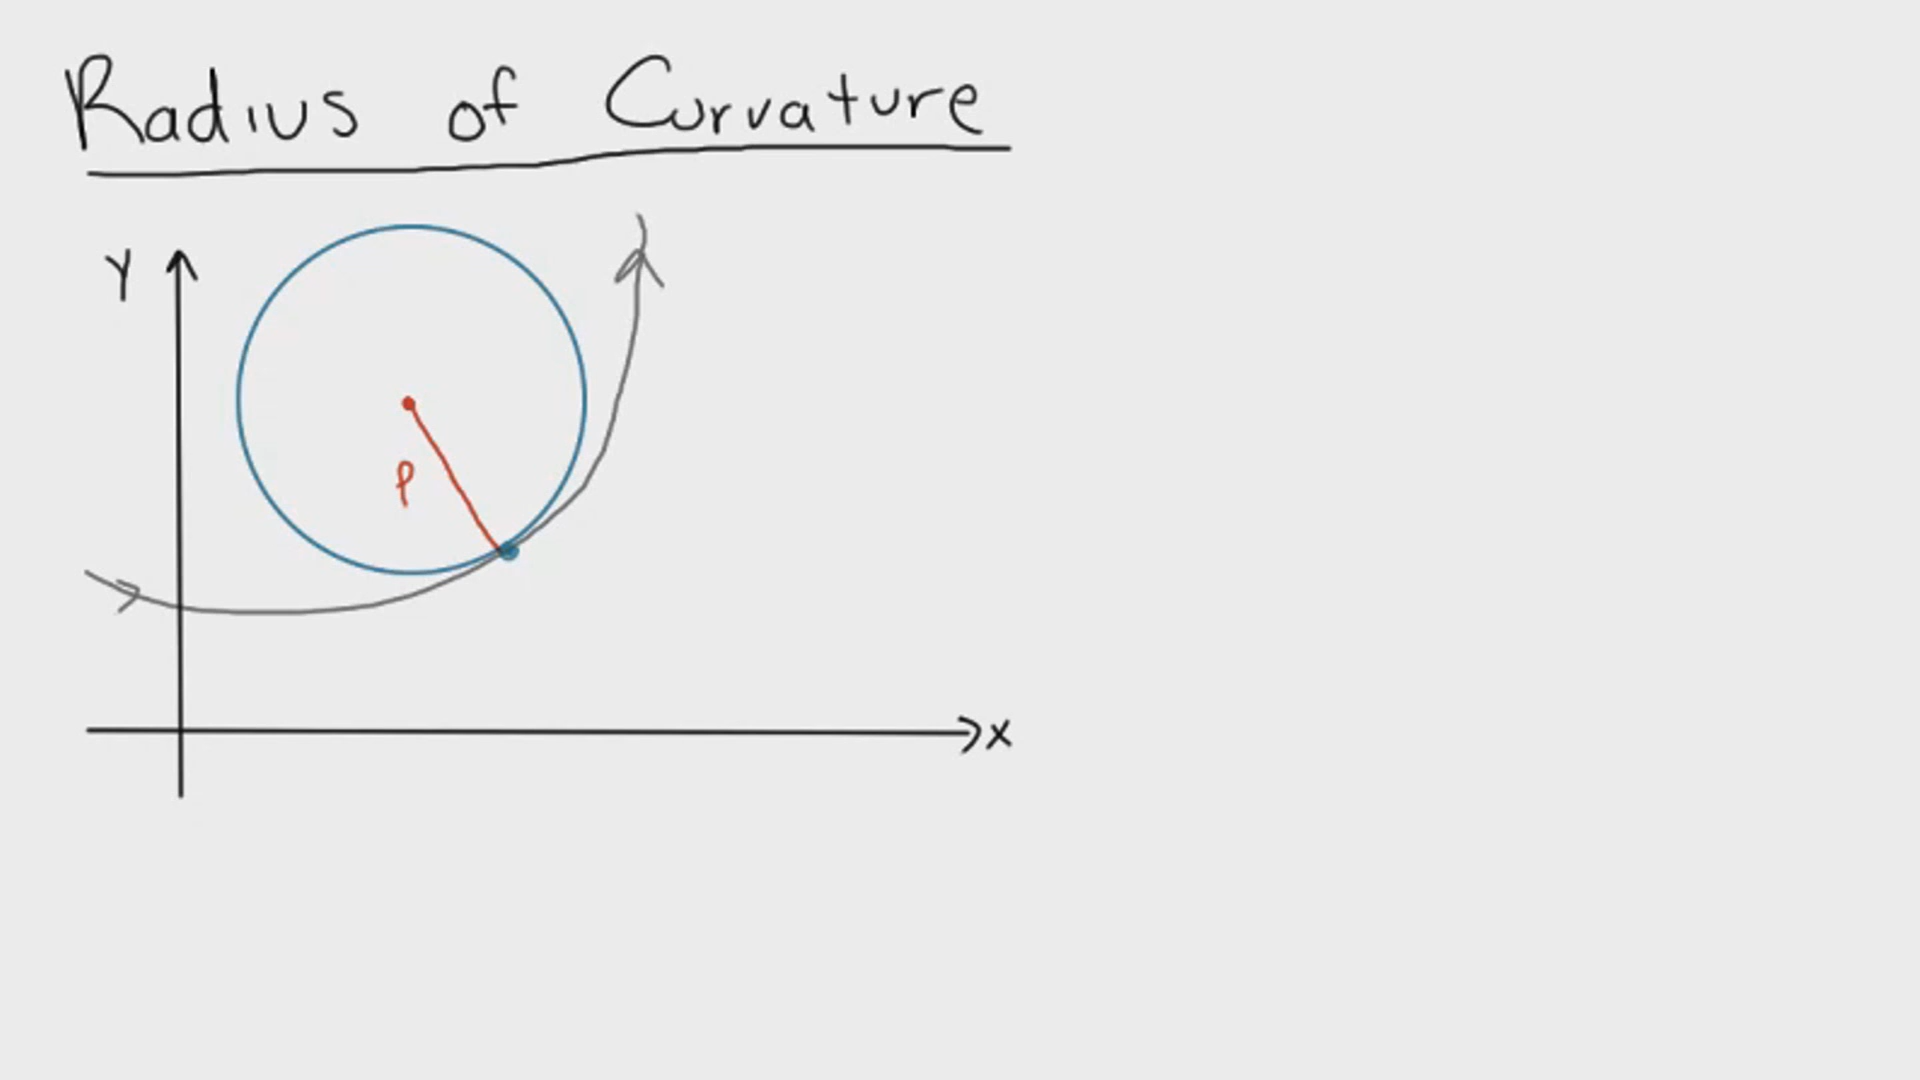 Radius of Curvature
Y
ρ
x